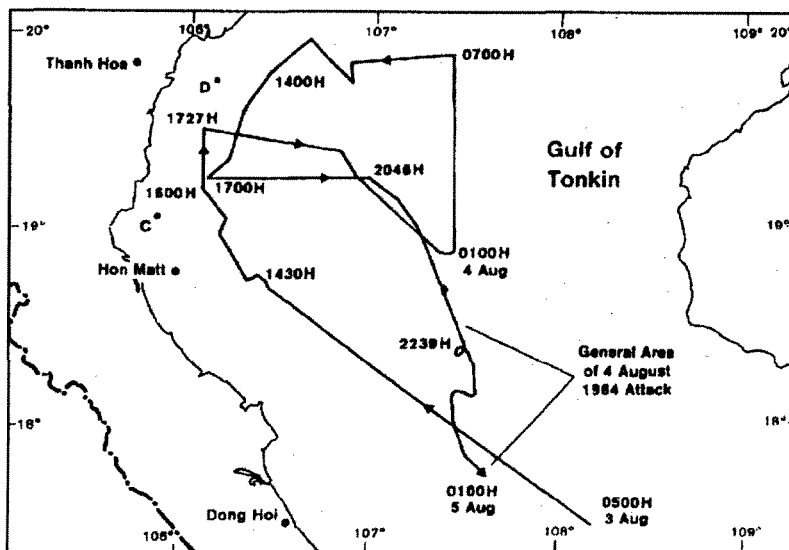 20°
106°
107°
108°
109°
20°
Thanh Hoa
D
0700H
1400H
1727H
Gulf of
Tonkin
2046H
1600H
1700H
19°
C
19°
0100H
4 Aug
Hon Matt
1430H
2239H
General Area
of 4 August
1964 Attack
18°
18°
0100H
5 Aug
0500H
3 Aug
Dong Hoi
106°
107°
108°
109°